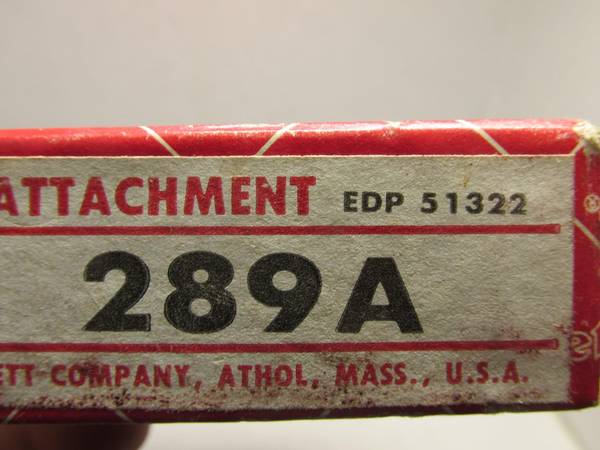 ATTACHMENT EDP 51322
289A
ETT COMPANY, ATHOL, MASS., U.S.A.